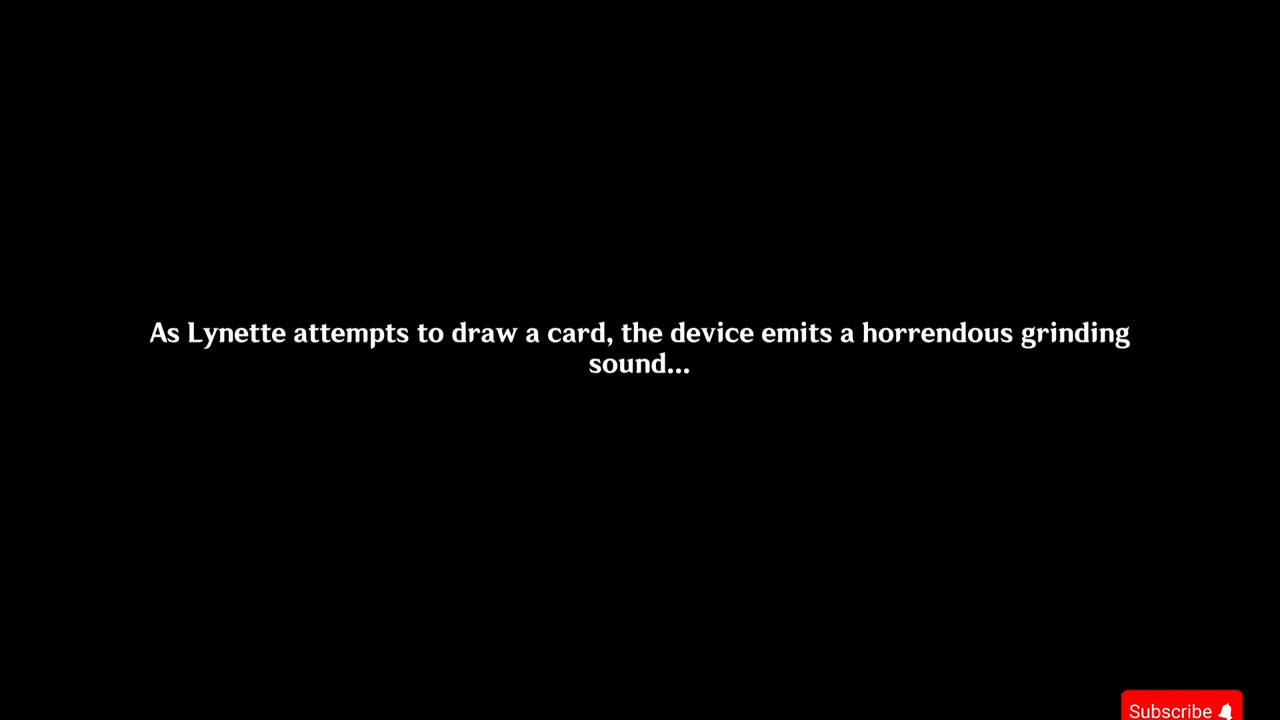 As Lynette attempts to draw a card, the device emits a horrendous grinding
sound...
Subscribe